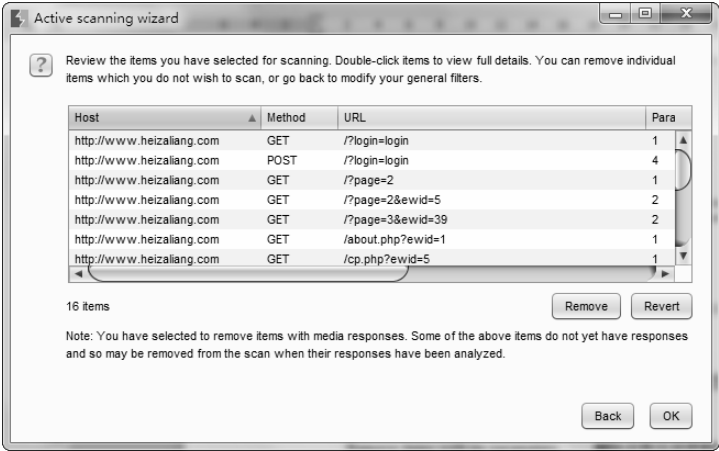 Active scanning wizard
Review the items you have selected for scanning. Double-click items to view full details. You can remove individual
items which you do not wish to scan, or go back to modify your general filters.
Host Method URL Para
http://www.heizaliang.com GET /?login=login 1
http://www.heizaliang.com POST /?login=login 4
http://www.heizaliang.com GET /?page=2 1
http://www.heizaliang.com GET /?page=2&ewid=5 2
http://www.heizaliang.com GET /?page=3&ewid=39 2
http://www.heizaliang.com GET /about.php?ewid=1 1
http://www.heizaliang.com GET /cp.php?ewid=5 1
16 items
Remove Revert
Note: You have selected to remove items with media responses. Some of the above items do not yet have responses
and so may be removed from the scan when their responses have been analyzed.
Back OK